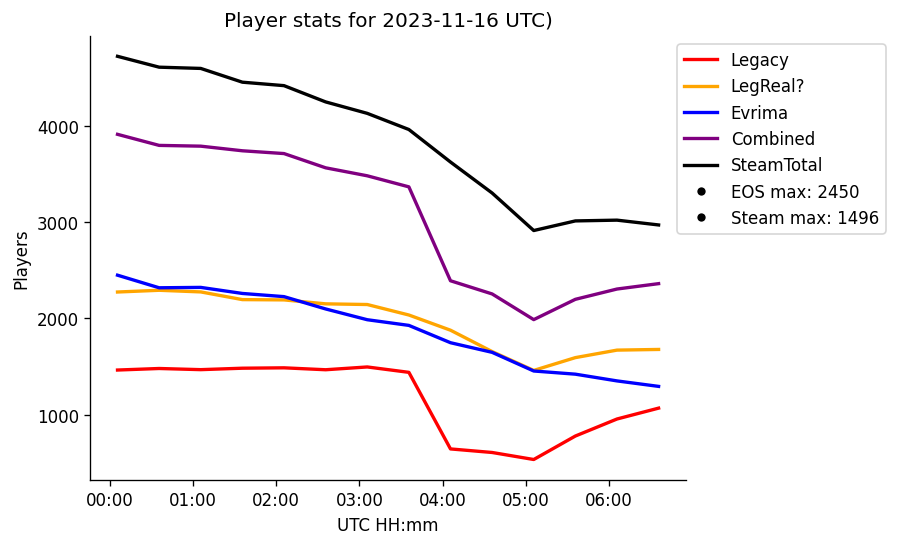 Player stats for 2023-11-16 UTC)
Legacy
LegReal?
Evrima
Combined
SteamTotal
EOS max: 2450
Steam max: 1496
Players
4000
3000
2000
1000
00:00 01:00 02:00 03:00 04:00 05:00 06:00
UTC HH:mm